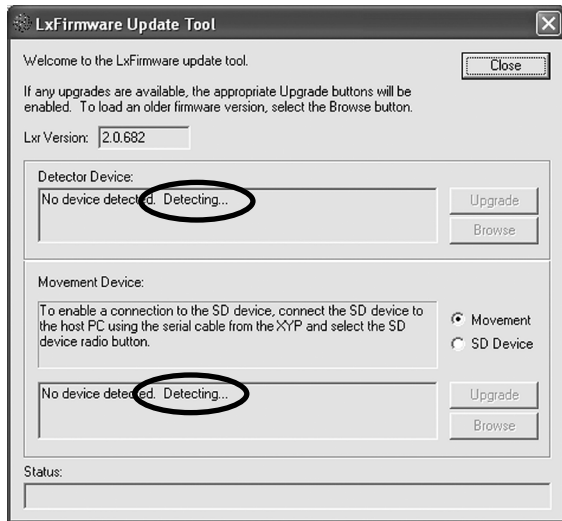 LxFirmware Update Tool
Welcome to the LxFirmware update tool.
Close
If any upgrades are available, the appropriate Upgrade buttons will be
enabled. To load an older firmware version, select the Browse button.
Lxr Version: 2.0.682
Detector Device:
No device detected. Detecting...
Upgrade
Browse
Movement Device:
To enable a connection to the SD device, connect the SD device to
the host PC using the serial cable from the XYP and select the SD
device radio button.
Movement
SD Device
No device detected. Detecting...
Upgrade
Browse
Status: